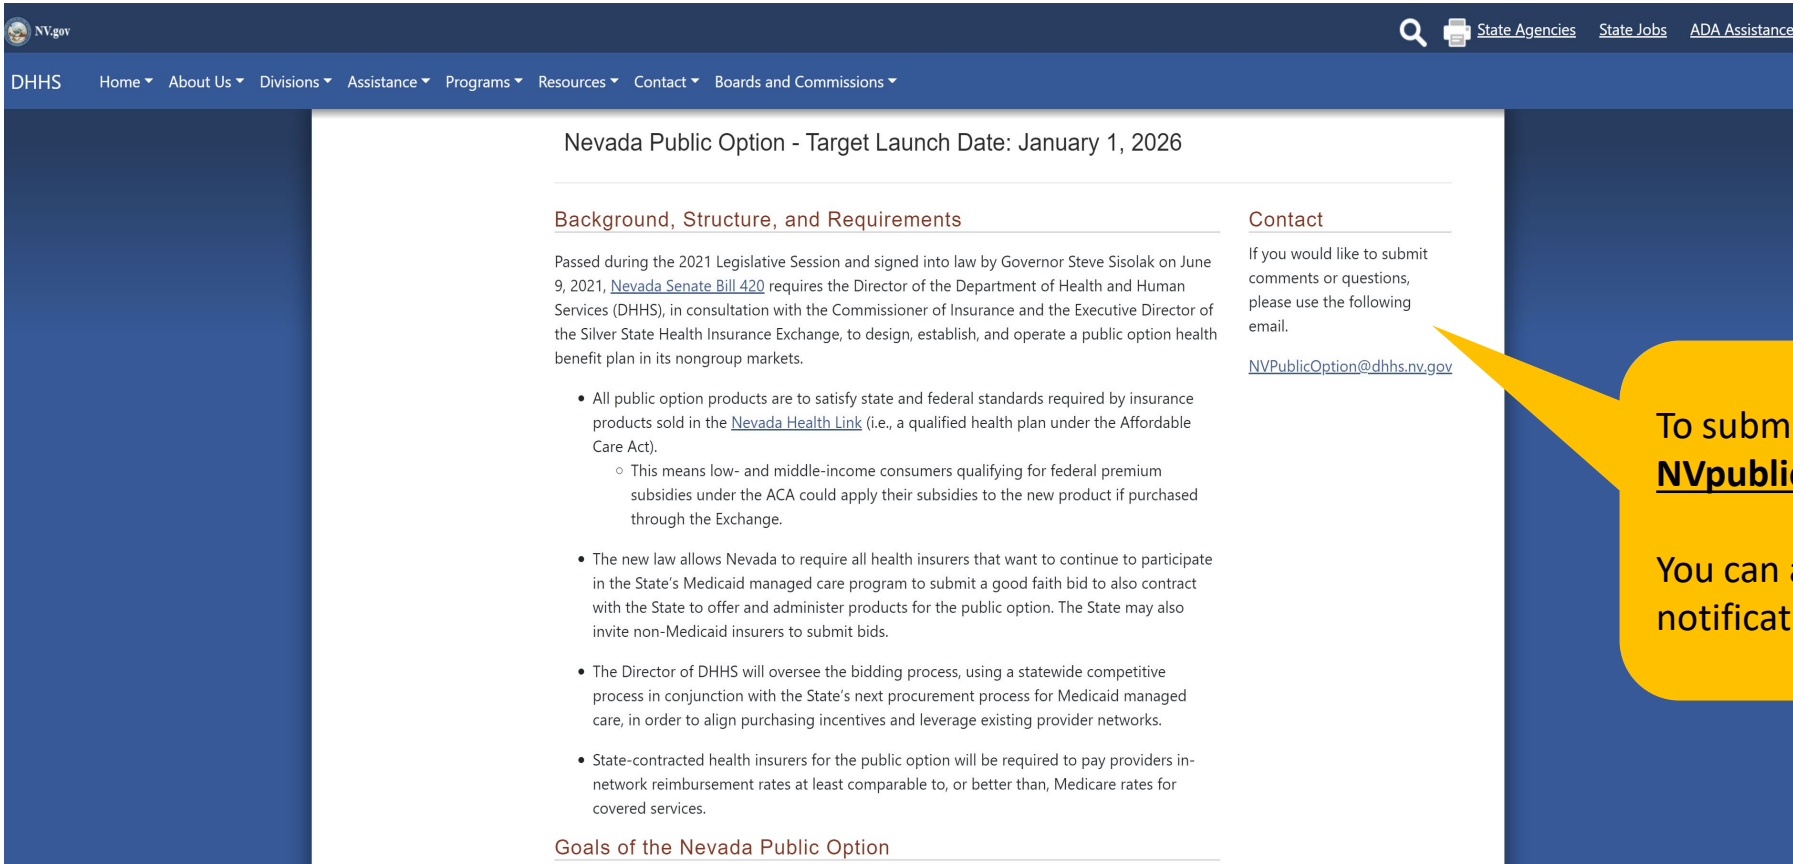 NV.gov
State Agencies State Jobs ADA Assistance
DHHS Home About Us Divisions Assistance Programs Resources Contact Boards and Commissions
Nevada Public Option - Target Launch Date: January 1, 2026
Background, Structure, and Requirements
Passed during the 2021 Legislative Session and signed into law by Governor Steve Sisolak on June
9, 2021, Nevada Senate Bill 420 requires the Director of the Department of Health and Human
Services (DHHS), in consultation with the Commissioner of Insurance and the Executive Director of
the Silver State Health Insurance Exchange, to design, establish, and operate a public option health
benefit plan in its nongroup markets.
• All public option products are to satisfy state and federal standards required by insurance
products sold in the Nevada Health Link (i.e., a qualified health plan under the Affordable
Care Act).
○ This means low- and middle-income consumers qualifying for federal premium
subsidies under the ACA could apply their subsidies to the new product if purchased
through the Exchange.
• The new law allows Nevada to require all health insurers that want to continue to participate
in the State's Medicaid managed care program to submit a good faith bid to also contract
with the State to offer and administer products for the public option. The State may also
invite non-Medicaid insurers to submit bids.
• The Director of DHHS will oversee the bidding process, using a statewide competitive
process in conjunction with the State's next procurement process for Medicaid managed
care, in order to align purchasing incentives and leverage existing provider networks.
• State-contracted health insurers for the public option will be required to pay providers in-
network reimbursement rates at least comparable to, or better than, Medicare rates for
covered services.
Goals of the Nevada Public Option
Contact
If you would like to submit
comments or questions,
please use the following
email.
NVPublicOption@dhhs.nv.gov
To subm
NVpubli
You can
notificat